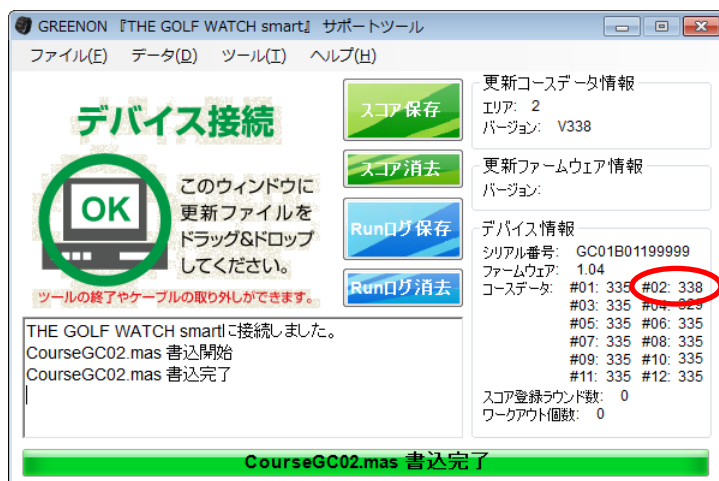 GREENON 『THE GOLF WATCH smart』 サポートツール
ファイル(F) データ(D) ツール(T) ヘルプ(H)
デバイス接続
OK
このウィンドウに
更新ファイルを
ドラッグ&ドロップ
してください。
ツールの終了やケーブルの取り外しができます。
スコア保存
スコア消去
Runログ保存
Runログ消去
更新コースデータ情報
エリア: 2
バージョン: V338
更新ファームウェア情報
バージョン:
デバイス情報
シリアル番号: GC01B01199999
ファームウェア: 1.04
コースデータ: #01: 335 #02: 338
#03: 335 #04: 329
#05: 335 #06: 335
#07: 335 #08: 335
#09: 335 #10: 335
#11: 335 #12: 335
スコア登録ラウンド数: 0
ワークアウト個数: 0
THE GOLF WATCH smartに接続しました。
CourseGC02.mas 書込開始
CourseGC02.mas 書込完了
CourseGC02.mas 書込完了